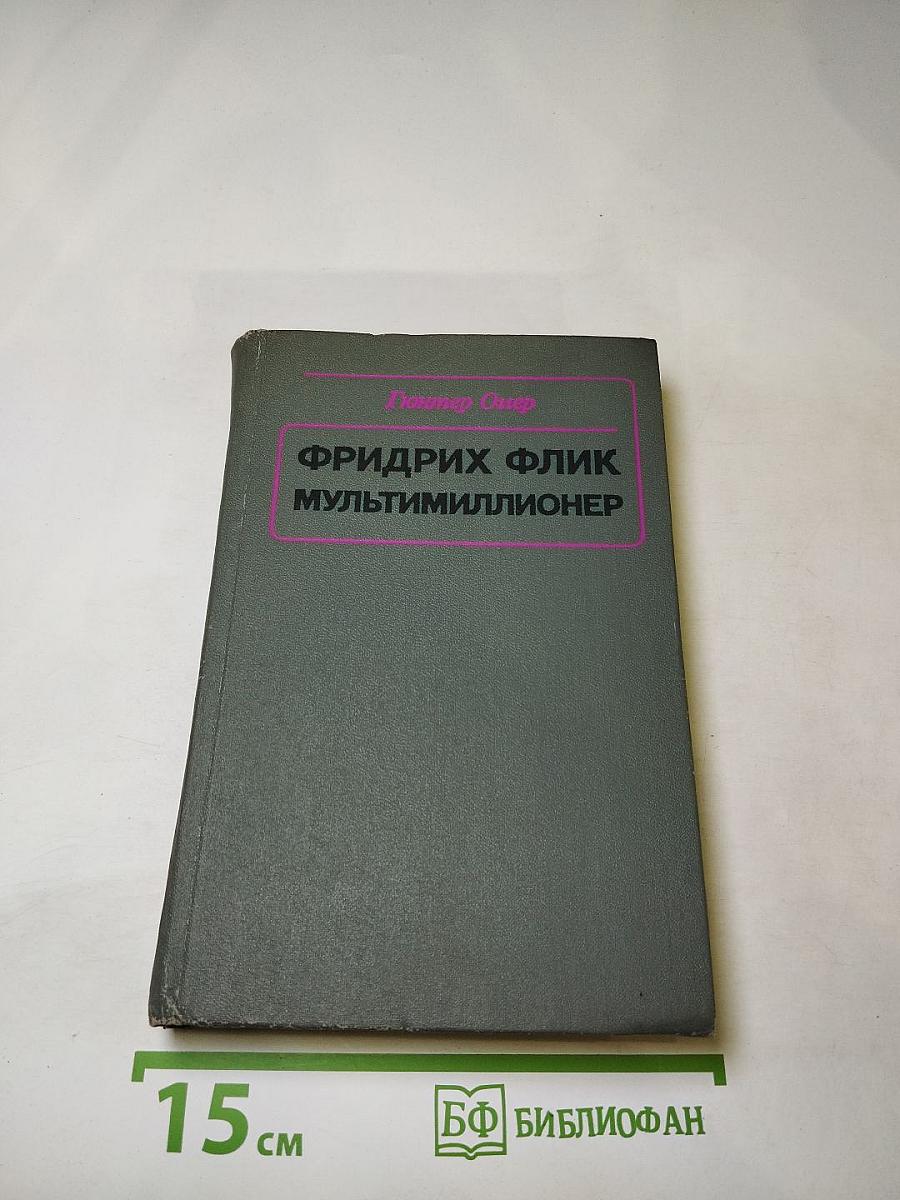 Гюнтер Огер
ФРИДРИХ ФЛИК
МУЛЬТИМИЛЛИОНЕР
15 см
БФ БИБЛИОФАН